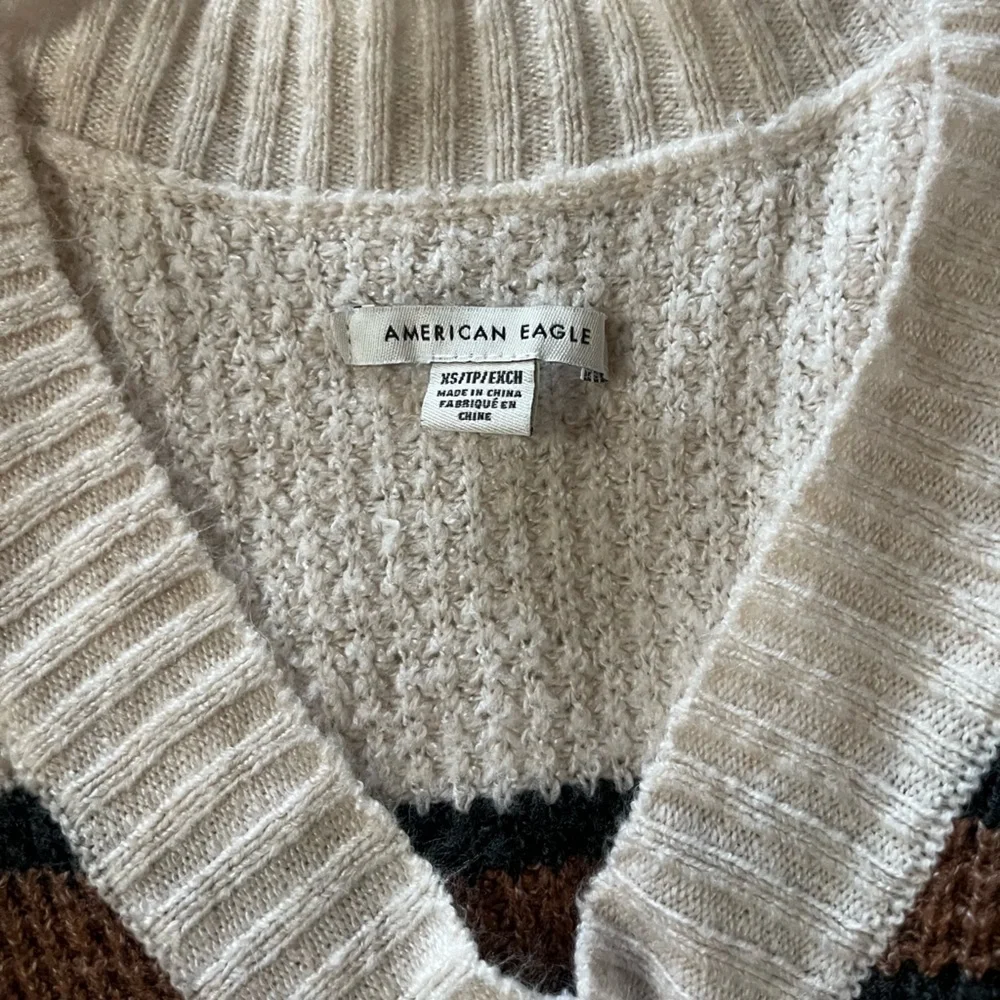 AMERICAN EAGLE
XS/TP/EXCH
MADE IN CHINA
FABRIQUÉ EN
CHINE